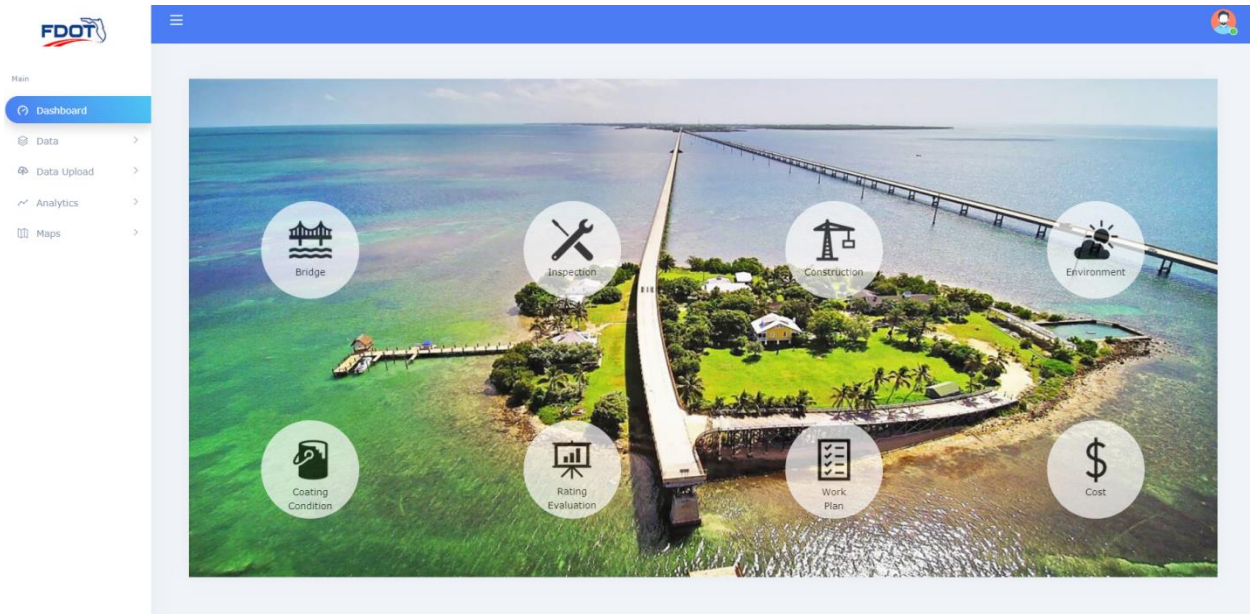 FDOT
Main
Dashboard
Data
Data Upload
Analytics
Maps
Bridge
Inspection
Construction
Environment
Coating
Condition
Rating
Evaluation
Work
Plan
Cost